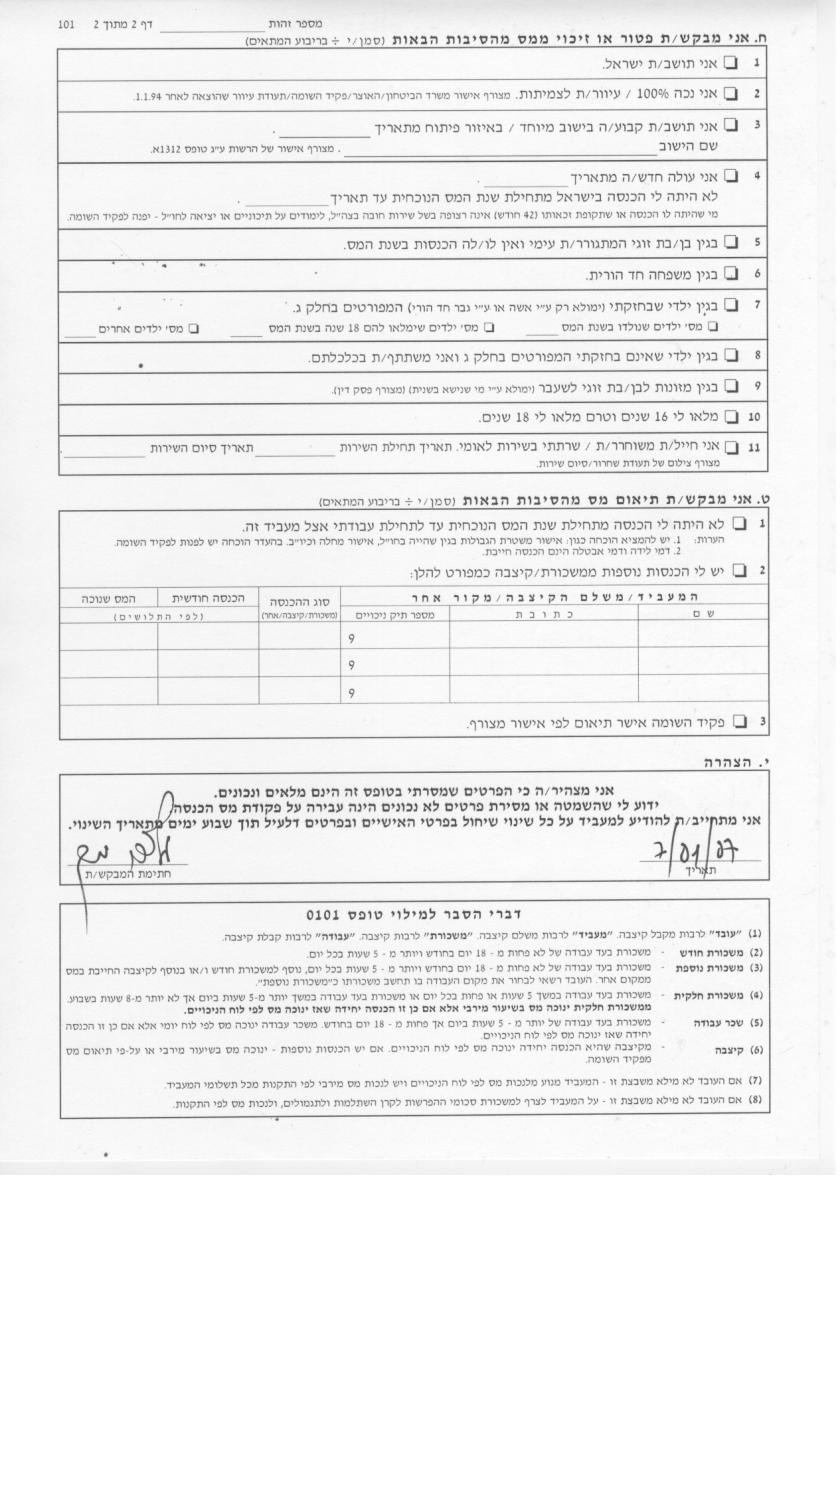 מספר זהות דף 2 מתוך 2 101
ח. אני מבקש/ת פטור או זיכוי ממס מהסיבות הבאות (סמן/י ÷ בריבוע המתאים)
1 אני תושב/ת ישראל.
2 אני נכה 100% / עיוור/ת לצמיתות. מצורף אישור משרד הביטחון/האוצר/פקיד השומה/תעודת עיוור שהוצאה לאחר 1.1.94.
3 אני תושב/ת קבוע/ה בישוב מיוחד / באיזור פיתוח מתאריך .
שם הישוב . מצורף אישור של הרשות ע״ג טופס 1312א.
4 אני עולה חדש/ה מתאריך .
לא היתה לי הכנסה בישראל מתחילת שנת המס הנוכחית עד תאריך .
מי שהיתה לו הכנסה או שתקופת זכאותו (42 חודש) אינה רצופה בשל שירות חובה בצה״ל, לימודים על תיכוניים או יציאה לחו״ל - יפנה לפקיד השומה.
5 בגין בן/בת זוגי המתגורר/ת עימי ואין לו/לה הכנסות בשנת המס.
6 בגין משפחה חד הורית.
7 בגין ילדי שבחזקתי (ימולא רק ע״י אשה או ע״י גבר חד הורי) המפורטים בחלק ג.
מס׳ ילדים שנולדו בשנת המס מס׳ ילדים שימלאו להם 18 שנה בשנת המס מס׳ ילדים אחרים
8 בגין ילדי שאינם בחזקתי המפורטים בחלק ג ואני משתתף/ת בכלכלתם.
9 בגין מזונות לבן/בת זוגי לשעבר (ימולא ע״י מי שנישא בשנית) (מצורף פסק דין).
10 מלאו לי 16 שנים וטרם מלאו לי 18 שנים.
11 אני חייל/ת משוחרר/ת / שרתתי בשירות לאומי. תאריך תחילת השירות תאריך סיום השירות .
מצורף צילום של תעודת שחרור/סיום שירות.
ט. אני מבקש/ת תיאום מס מהסיבות הבאות (סמן/י ÷ בריבוע המתאים)
1 לא היתה לי הכנסה מתחילת שנת המס הנוכחית עד לתחילת עבודתי אצל מעביד זה.
הערות: 1. יש להמציא הוכחה כגון: אישור משטרת הגבולות בגין שהייה בחו״ל, אישור מחלה וכיו״ב. בהעדר הוכחה יש לפנות לפקיד השומה.
2. דמי לידה ודמי אבטלה הינם הכנסה חייבת.
2 יש לי הכנסות נוספות ממשכורת/קיצבה כמפורט להלן:
המעביד/משלם הקיצבה/מקור אחר סוג ההכנסה הכנסה חודשית המס שנוכה
שם כתובת מספר תיק ניכויים (משכורת/קיצבה/אחר) (לפי התלושים)
9
9
9
3 פקיד השומה אישר תיאום לפי אישור מצורף.
י. הצהרה
אני מצהיר/ה כי הפרטים שמסרתי בטופס זה הינם מלאים ונכונים.
ידוע לי שהשמטה או מסירת פרטים לא נכונים הינה עבירה על פקודת מס הכנסה,
אני מתחייב/ת להודיע למעביד על כל שינוי שיחול בפרטי האישיים ובפרטים דלעיל תוך שבוע ימים מתאריך השינוי.
7/01/07
תאריך חתימת המבקש/ת
דברי הסבר למילוי טופס 0101
(1) ״עובד״ לרבות מקבל קיצבה. ״מעביד״ לרבות משלם קיצבה. ״משכורת״ לרבות קיצבה. ״עבודה״ לרבות קבלת קיצבה.
(2) משכורת חודש - משכורת בעד עבודה של לא פחות מ - 18 יום בחודש ויותר מ - 5 שעות בכל יום.
(3) משכורת נוספת - משכורת בעד עבודה של לא פחות מ - 18 יום בחודש ויותר מ - 5 שעות בכל יום, נוסף למשכורת חודש ו/או בנוסף לקיצבה החייבת במס
ממקום אחר. העובד רשאי לבחור את מקום העבודה בו תחשב משכורתו כ״משכורת נוספת״.
(4) משכורת חלקית - משכורת בעד עבודה במשך 5 שעות או פחות בכל יום או משכורת בעד עבודה במשך יותר מ-5 שעות ביום אך לא יותר מ-8 שעות בשבוע.
ממשכורת חלקית ינוכה מס בשיעור מירבי אלא אם כן זו הכנסה יחידה שאז ינוכה מס לפי לוח הניכויים.
(5) שכר עבודה - משכורת בעד עבודה של יותר מ - 5 שעות ביום אך פחות מ - 18 יום בחודש. משכר עבודה ינוכה מס לפי לוח יומי אלא אם כן זו הכנסה
יחידה שאז ינוכה מס לפי לוח הניכויים.
(6) קיצבה - מקיצבה שהיא הכנסה יחידה ינוכה מס לפי לוח הניכויים. אם יש הכנסות נוספות - ינוכה מס בשיעור מירבי או על-פי תיאום מס
מפקיד השומה.
(7) אם העובד לא מילא משבצת זו - המעביד מנוע מלנכות מס לפי לוח הניכויים ויש לנכות מס מירבי לפי התקנות מכל תשלומי המעביד.
(8) אם העובד לא מילא משבצת זו - על המעביד לצרף למשכורת סכומי ההפרשות לקרן השתלמות ולתגמולים, ולנכות מס לפי התקנות.